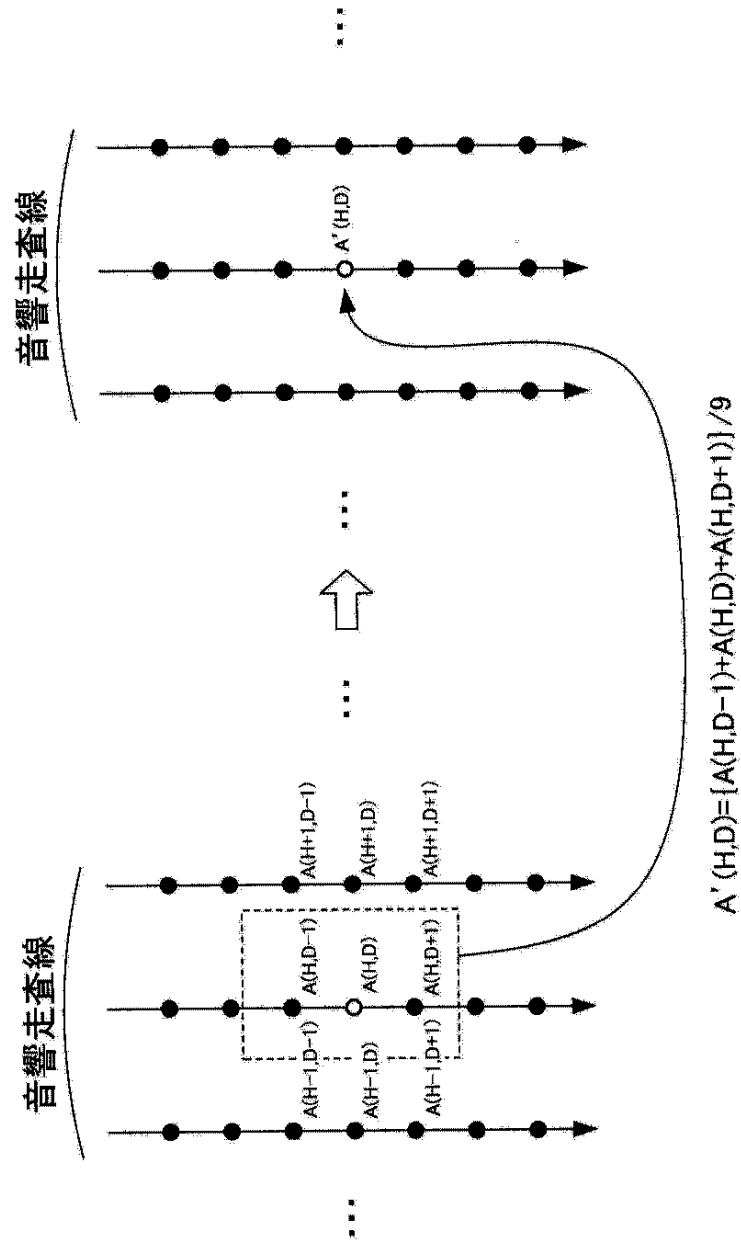 音響走査線
音響走査線
A(H-1,D-1)
A(H,D-1)
A(H+1,D-1)
A(H-1,D)
A(H,D)
A(H+1,D)
A'(H,D)
A(H-1,D+1)
A(H,D+1)
A(H+1,D+1)
A'(H,D)=[A(H,D-1)+A(H,D)+A(H,D+1)]/9